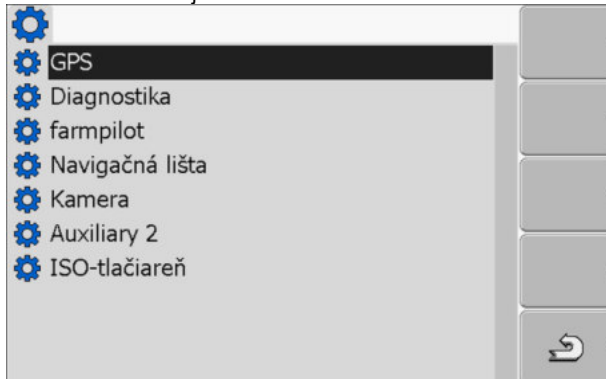 GPS
Diagnostika
farmpilot
Navigačná lišta
Kamera
Auxiliary 2
ISO-tlačiareň